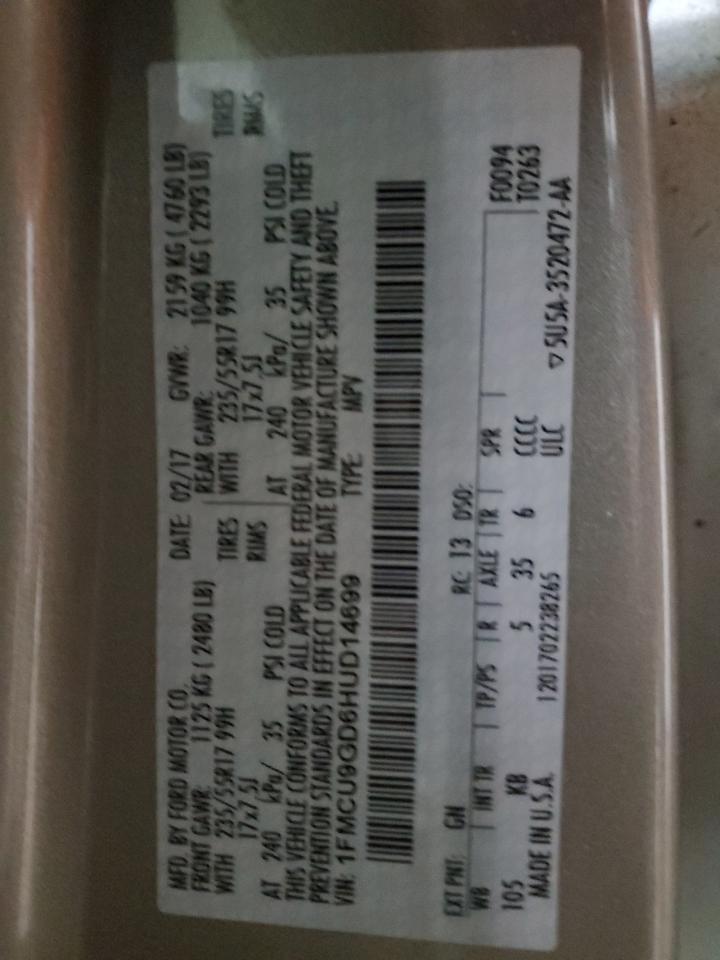 MFD. BY FORD MOTOR CO. DATE: 02/17 GVWR: 2159 KG ( 4760 LB)
FRONT GAWR: 1125 KG ( 2480 LB) REAR GAWR: 1040 KG ( 2293 LB)
WITH 235/55R17 99H TIRES WITH 235/55R17 99H TIRES
17x7.5J RIMS 17x7.5J RIMS
AT 240 kPa/ 35 PSI COLD AT 240 kPa/ 35 PSI COLD
THIS VEHICLE CONFORMS TO ALL APPLICABLE FEDERAL MOTOR VEHICLE SAFETY AND THEFT
PREVENTION STANDARDS IN EFFECT ON THE DATE OF MANUFACTURE SHOWN ABOVE.
VIN: 1FMCU9GD6HUD14699 TYPE: MPV
EXT PNT: GN RC: 13 DSO:
WB INT TR TP/PS R AXLE TR SPR F0094
105 KB 5 35 6 CCCC T0263
MADE IN U.S.A. 1201702238265 ULC
▽5U5A-3520472-AA